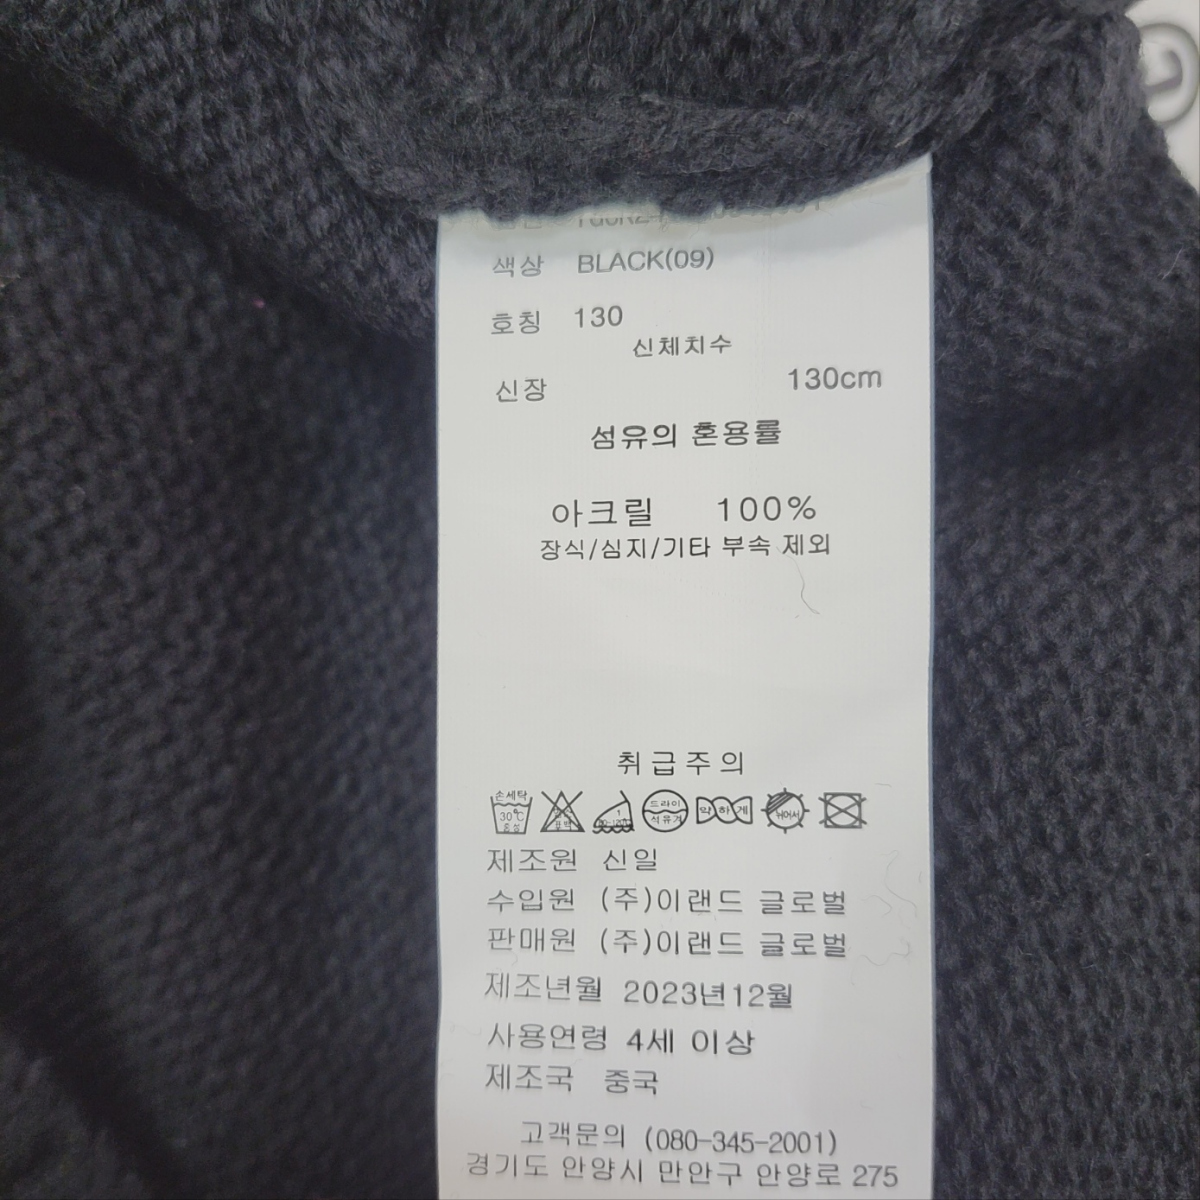 색상 BLACK(09)
호칭 130
신체치수
신장 130cm
섬유의 혼용률
아크릴 100%
장식/심지/기타 부속 제외
취급주의
손세탁 30℃ 중성
드라이 석유계
약하게
뉘어서
제조원 신일
수입원 (주)이랜드 글로벌
판매원 (주)이랜드 글로벌
제조년월 2023년12월
사용연령 4세 이상
제조국 중국
고객문의 (080-345-2001)
경기도 안양시 만안구 안양로 275